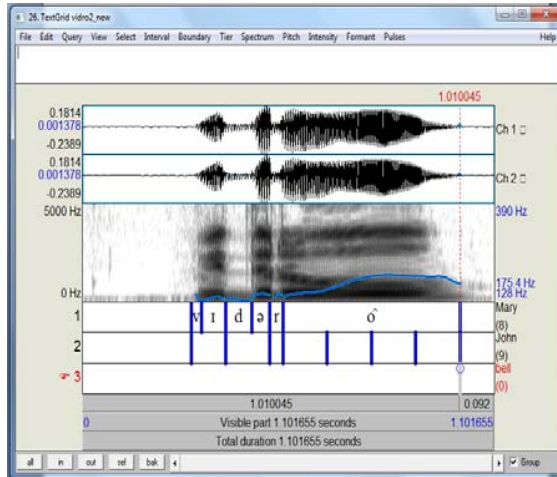 26. TextGrid vidro2_new
File Edit Query View Select Interval Boundary Tier Spectrum Pitch Intensity Formant Pulses Help
1.010045
0.1814
0.001378
-0.2389
Ch 1
0.1814
0.001378
-0.2389
Ch 2
5000 Hz
390 Hz
175.4 Hz
0 Hz
128 Hz
1 v ɪ d ə r ô Mary
(8)
2 John
(9)
3 bell
(0)
1.010045 0.092
0 Visible part 1.101655 seconds 1.101655
Total duration 1.101655 seconds
all in out sel bak Group